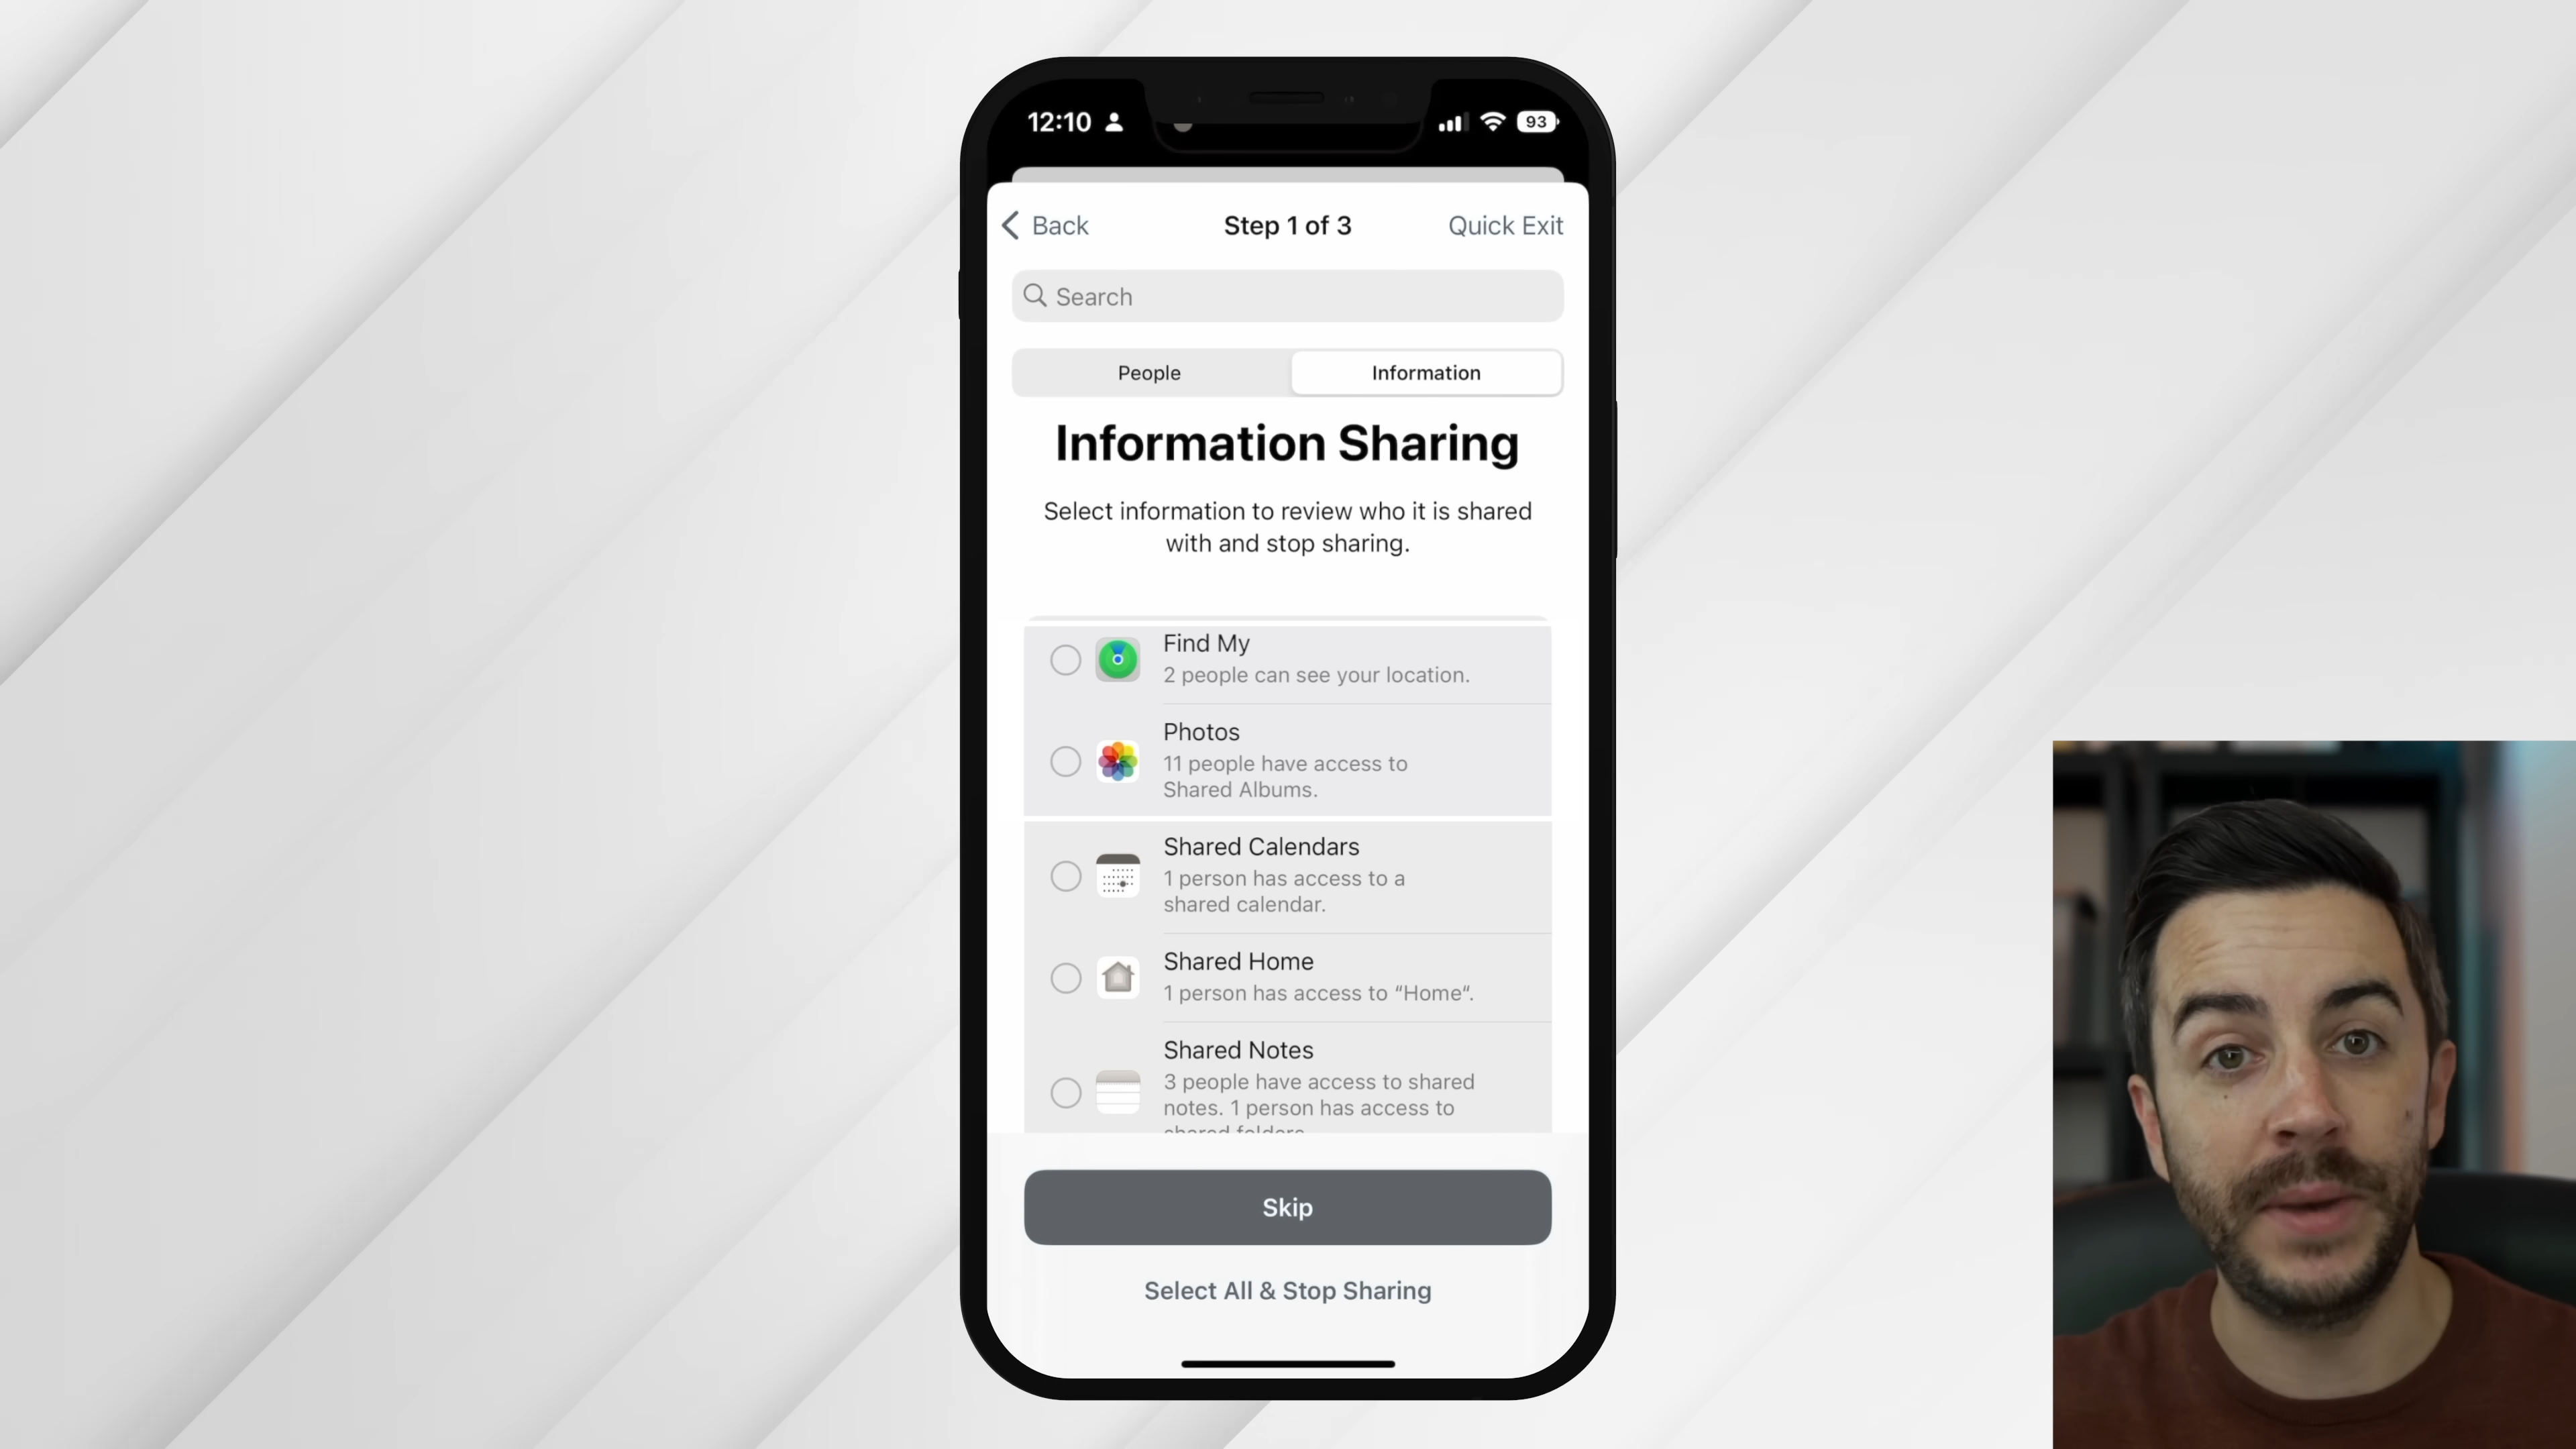 12:10
93
Back
Step 1 of 3
Quick Exit
Search
People
Information
Information Sharing
Select information to review who it is shared
with and stop sharing.
Find My
2 people can see your location.
Photos
11 people have access to
Shared Albums.
Shared Calendars
1 person has access to a
shared calendar.
Shared Home
1 person has access to “Home“.
Shared Notes
3 people have access to shared
notes. 1 person has access to
shared folders.
Skip
Select All & Stop Sharing